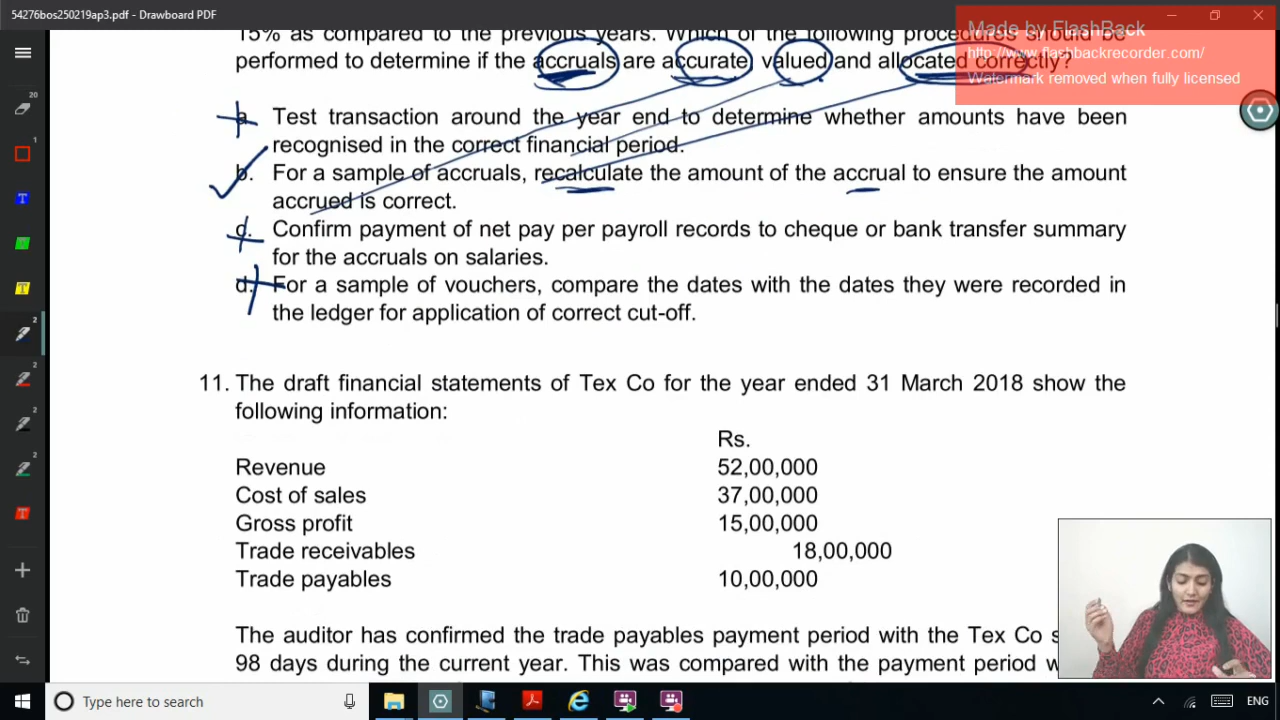 54276bos250219ap3.pdf - Drawboard PDF
Made by FlashBack
http://www.flashbackrecorder.com/
Watermark removed when fully licensed
15% as compared to the previous years. Which of the following procedures should be
performed to determine if the accruals are accurate, valued and allocated correctly?
a. Test transaction around the year end to determine whether amounts have been
recognised in the correct financial period.
b. For a sample of accruals, recalculate the amount of the accrual to ensure the amount
accrued is correct.
c. Confirm payment of net pay per payroll records to cheque or bank transfer summary
for the accruals on salaries.
d. For a sample of vouchers, compare the dates with the dates they were recorded in
the ledger for application of correct cut-off.
11. The draft financial statements of Tex Co for the year ended 31 March 2018 show the
following information:
Rs.
Revenue 52,00,000
Cost of sales 37,00,000
Gross profit 15,00,000
Trade receivables 18,00,000
Trade payables 10,00,000
The auditor has confirmed the trade payables payment period with the Tex Co
98 days during the current year. This was compared with the payment period
20
1
2
T
T
2
2
2
2
T
Type here to search
ENG